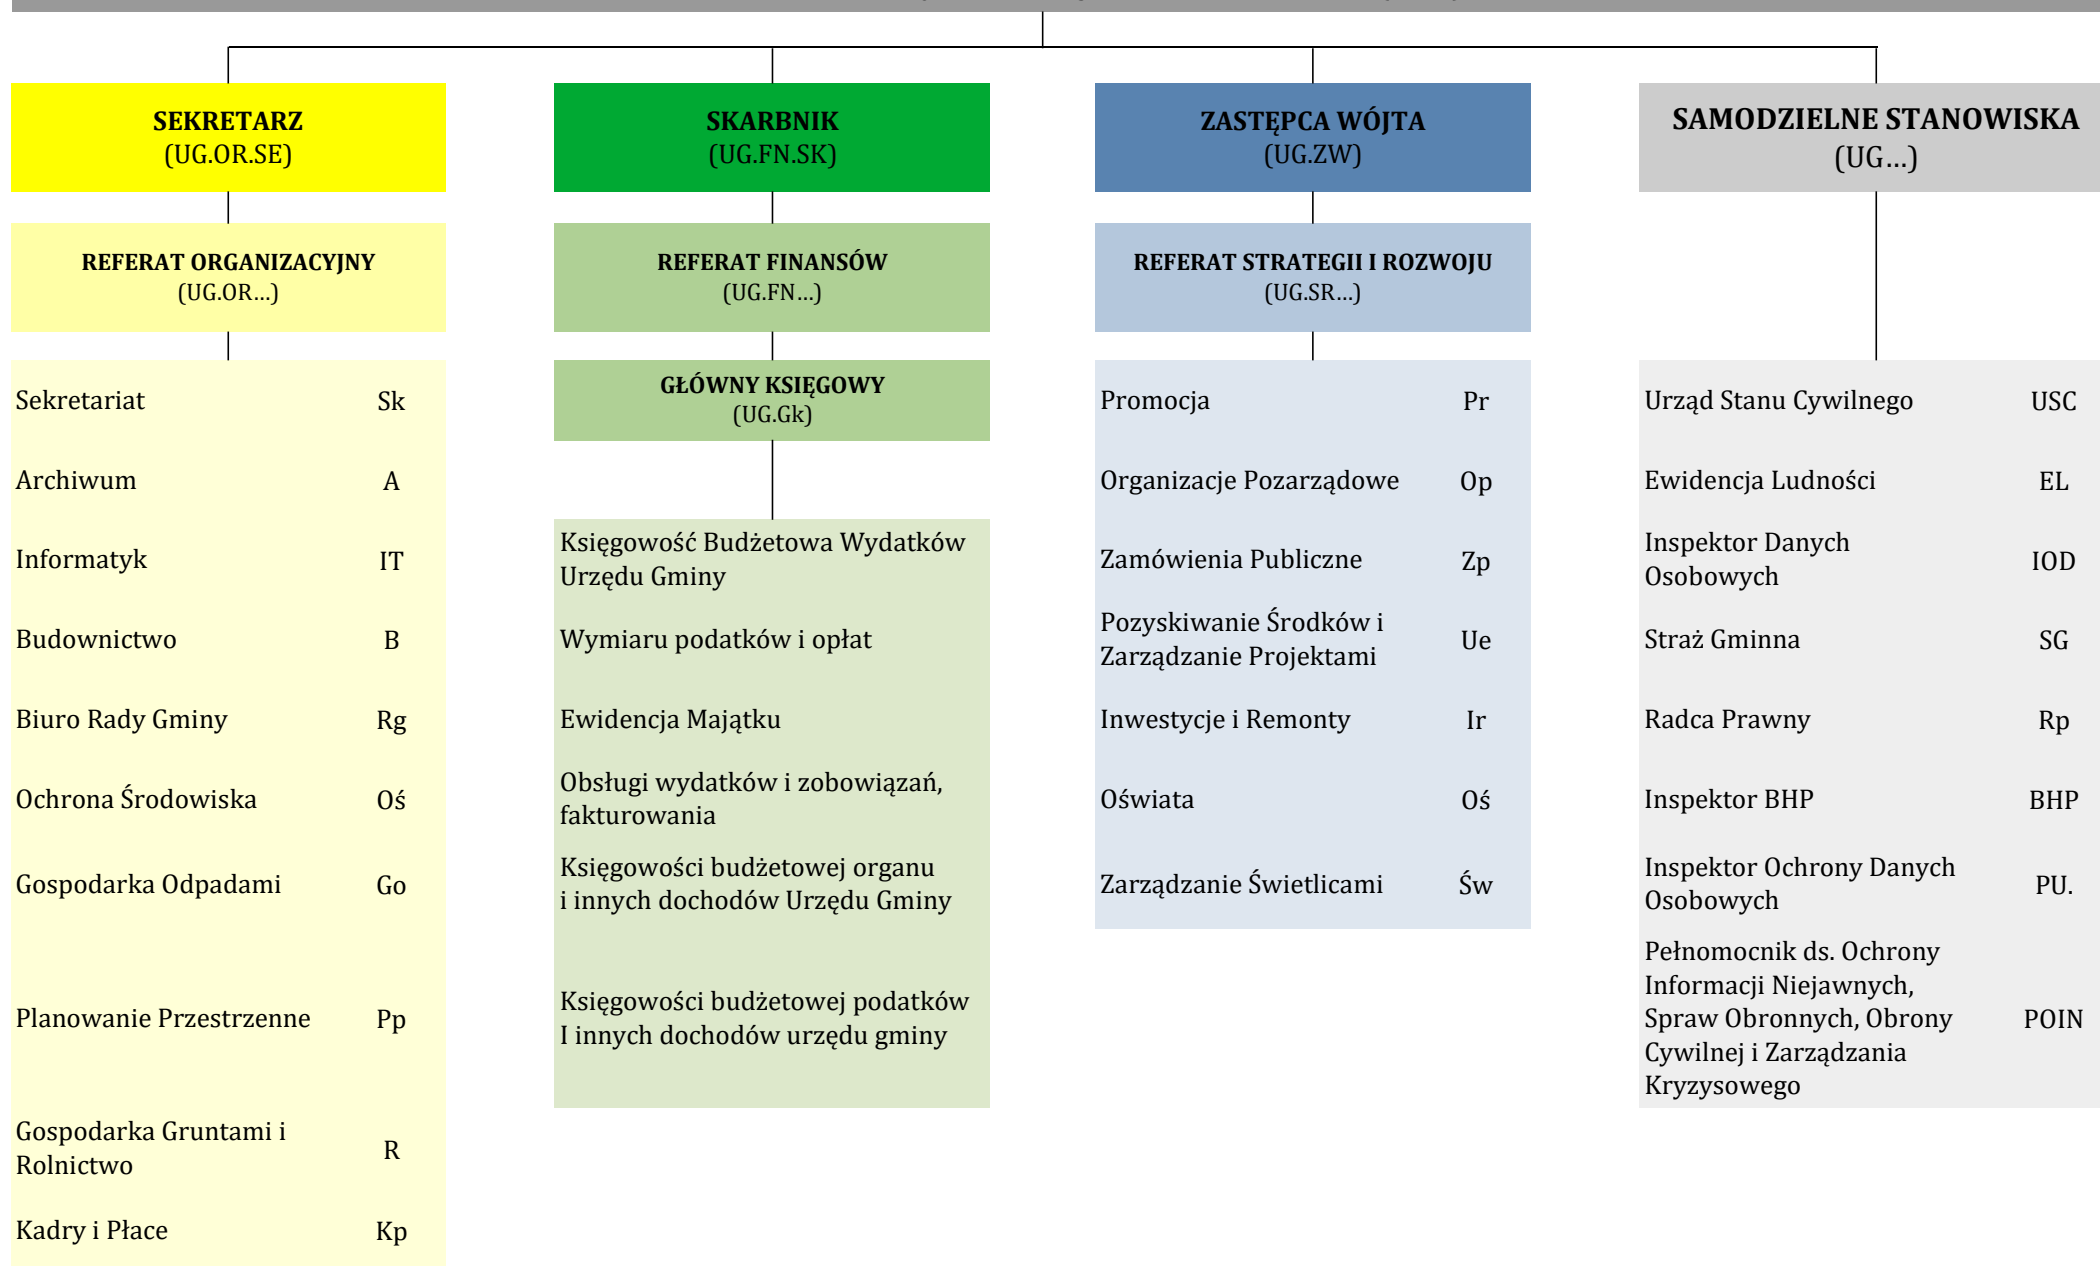 SEKRETARZ
(UG.OR.SE)
REFERAT ORGANIZACYJNY
(UG.OR...)
Sekretariat Sk
Archiwum A
Informatyk IT
Budownictwo B
Biuro Rady Gminy Rg
Ochrona Środowiska Oś
Gospodarka Odpadami Go
Planowanie Przestrzenne Pp
Gospodarka Gruntami i
Rolnictwo R
Kadry i Płace Kp
SKARBNIK
(UG.FN.SK)
REFERAT FINANSÓW
(UG.FN...)
GŁÓWNY KSIĘGOWY
(UG.Gk)
Księgowość Budżetowa Wydatków
Urzędu Gminy
Wymiaru podatków i opłat
Ewidencja Majątku
Obsługi wydatków i zobowiązań,
fakturowania
Księgowości budżetowej organu
i innych dochodów Urzędu Gminy
Księgowości budżetowej podatków
I innych dochodów urzędu gminy
ZASTĘPCA WÓJTA
(UG.ZW)
REFERAT STRATEGII I ROZWOJU
(UG.SR...)
Promocja Pr
Organizacje Pozarządowe Op
Zamówienia Publiczne Zp
Pozyskiwanie Środków i
Zarządzanie Projektami Ue
Inwestycje i Remonty Ir
Oświata Oś
Zarządzanie Świetlicami Św
SAMODZIELNE STANOWISKA
(UG...)
Urząd Stanu Cywilnego USC
Ewidencja Ludności EL
Inspektor Danych
Osobowych IOD
Straż Gminna SG
Radca Prawny Rp
Inspektor BHP BHP
Inspektor Ochrony Danych
Osobowych PU.
Pełnomocnik ds. Ochrony
Informacji Niejawnych,
Spraw Obronnych, Obrony POIN
Cywilnej i Zarządzania
Kryzysowego